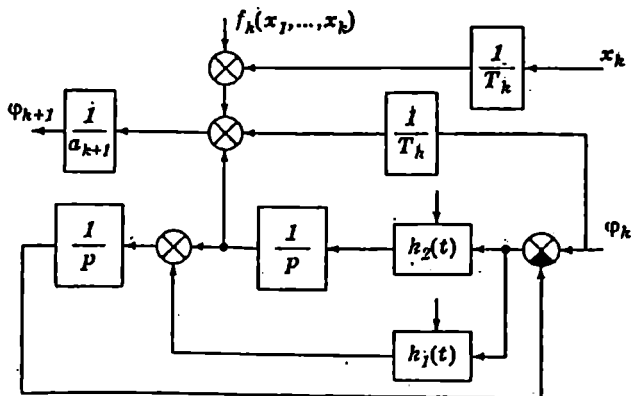 f_k(x_1,...,x_k)
1/T_k
x_k
φ_{k+1}
1/a_{k+1}
1/T_k
φ_k
1/p
1/p
h_2(t)
h_1(t)